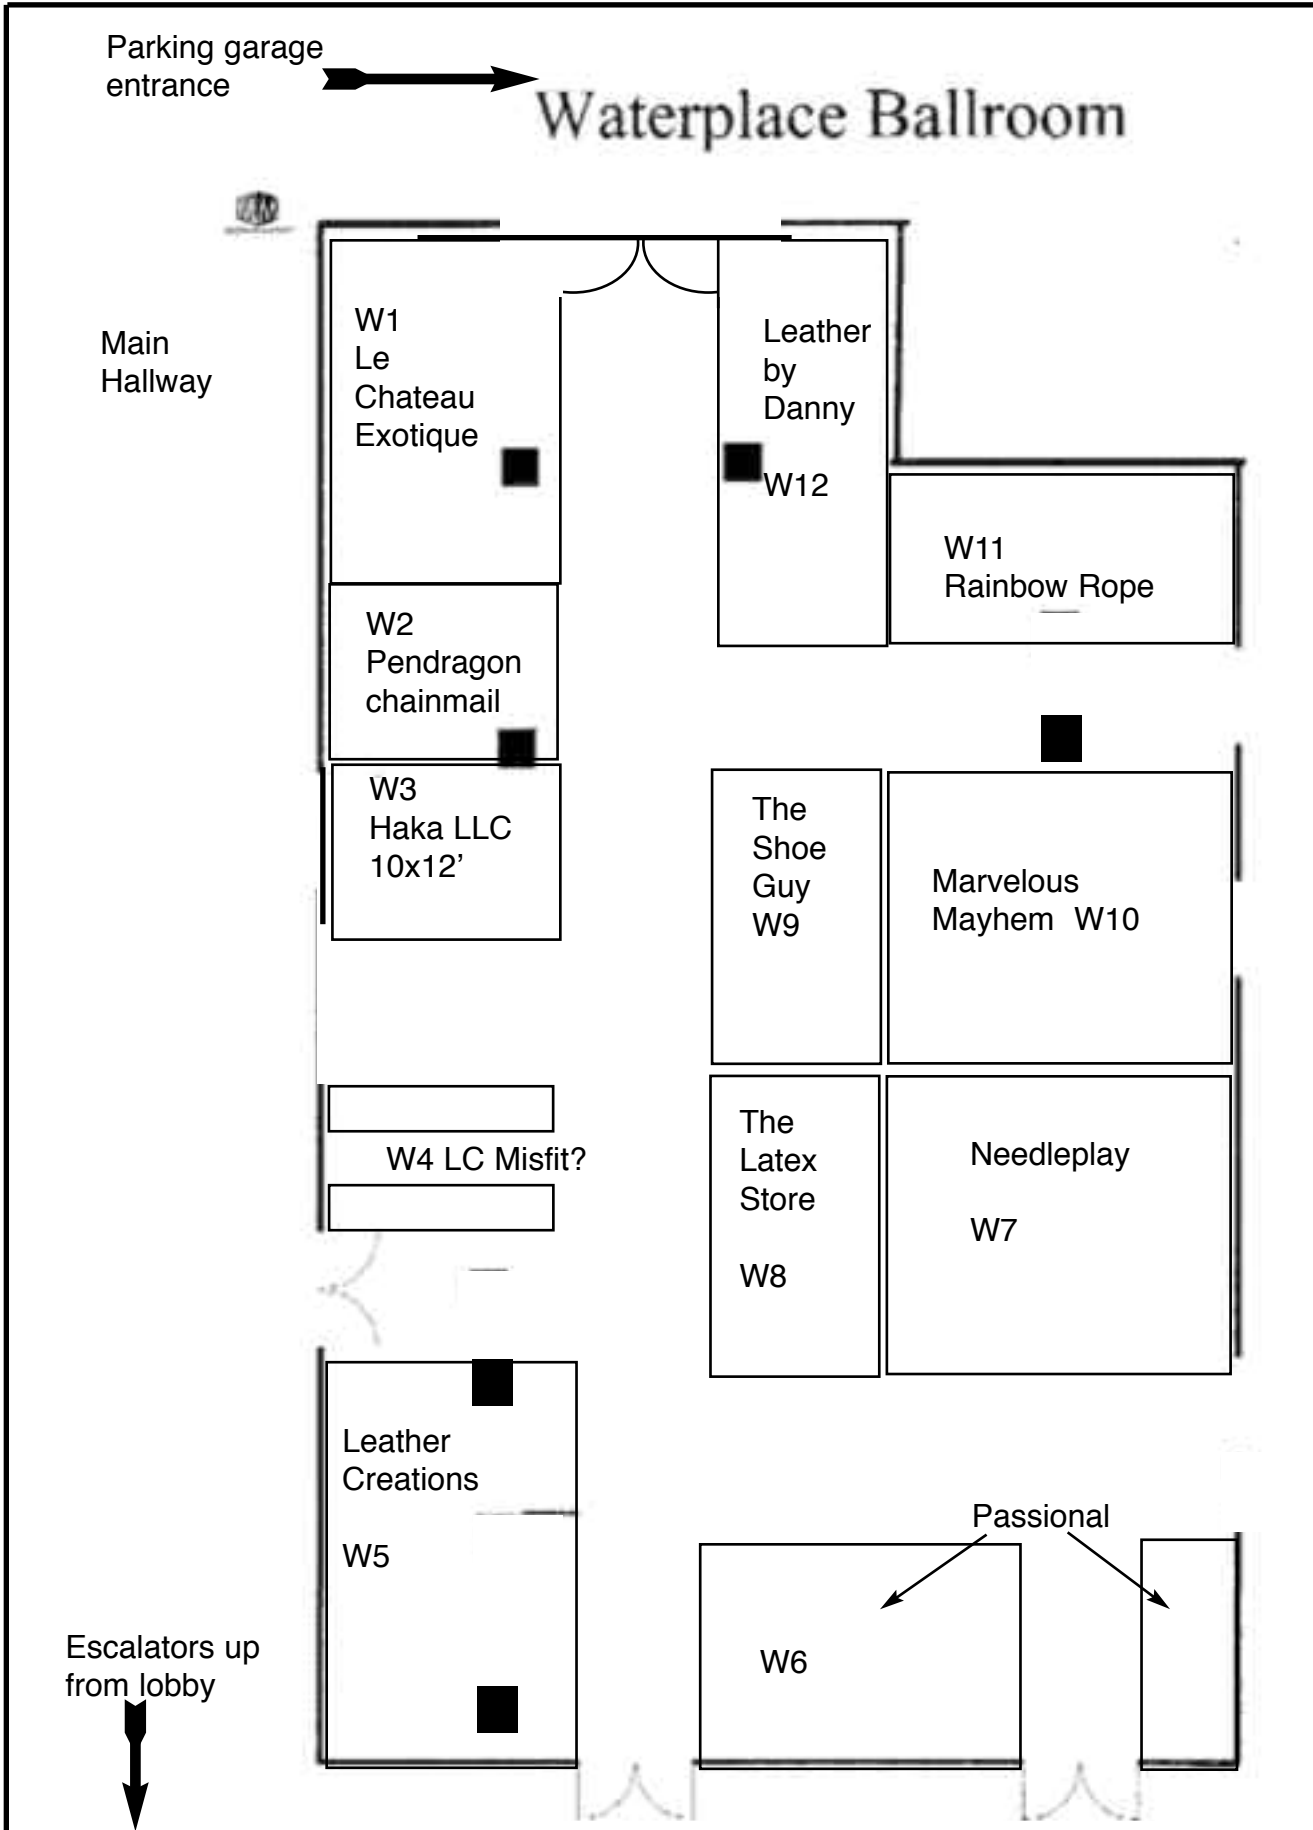 Parking garage
entrance
Waterplace Ballroom
Main
Hallway
W1
Le
Chateau
Exotique
Leather
by
Danny
W12
W11
Rainbow Rope
W2
Pendragon
chainmail
W3
Haka LLC
10x12’
The
Shoe
Guy
W9
Marvelous
Mayhem W10
W4 LC Misfit?
The
Latex
Store
W8
Needleplay
W7
Leather
Creations
W5
Passional
W6
Escalators up
from lobby